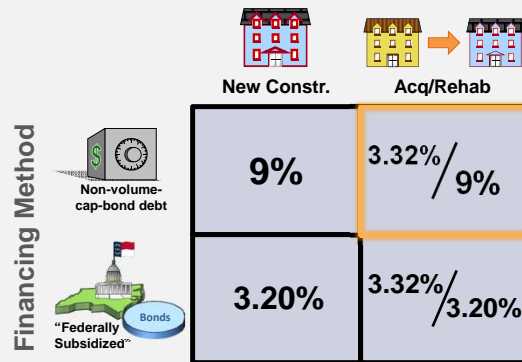 New Constr.
Acq/Rehab
Financing Method
$
Non-volume-
cap-bond debt
9%
3.32%/9%
"Federally
Subsidized"
Bonds
3.20%
3.32%/3.20%